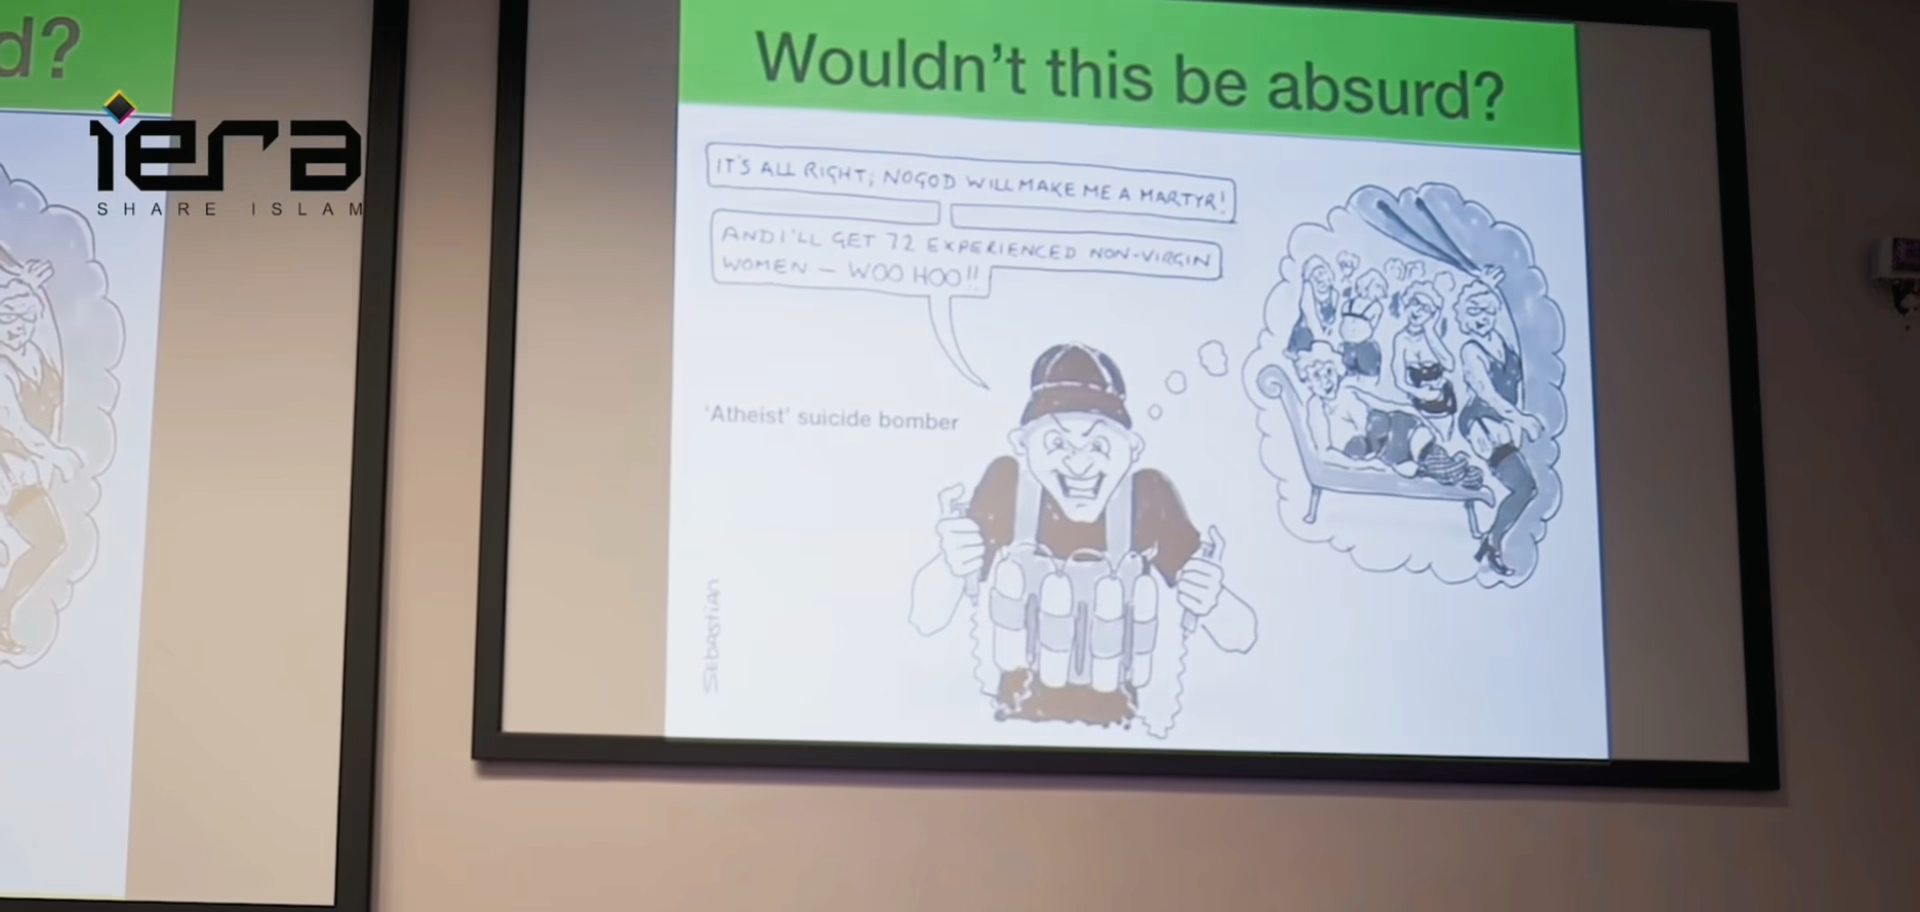 d?
iera
SHARE ISLAM
Wouldn't this be absurd?
IT'S ALL RIGHT; NOGOD WILL MAKE ME A MARTYR!
AND I'LL GET 72 EXPERIENCED NON-VIRGIN
WOMEN – WOO HOO!!
'Atheist' suicide bomber
SEBASTIAN